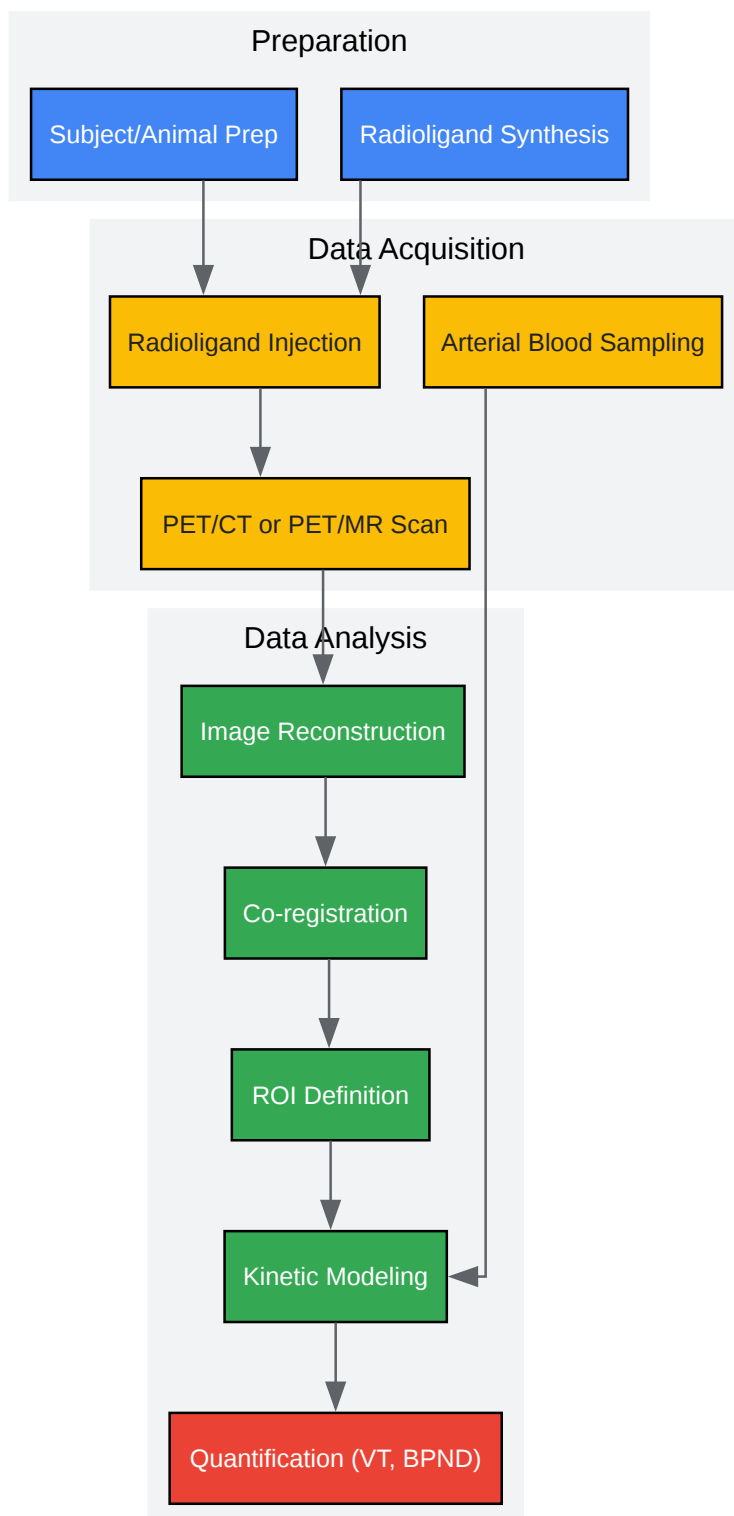 Preparation
Subject/Animal Prep
Radioligand Synthesis
Data Acquisition
Radioligand Injection
Arterial Blood Sampling
PET/CT or PET/MR Scan
Data Analysis
Image Reconstruction
Co-registration
ROI Definition
Kinetic Modeling
Quantification (VT, BPND)